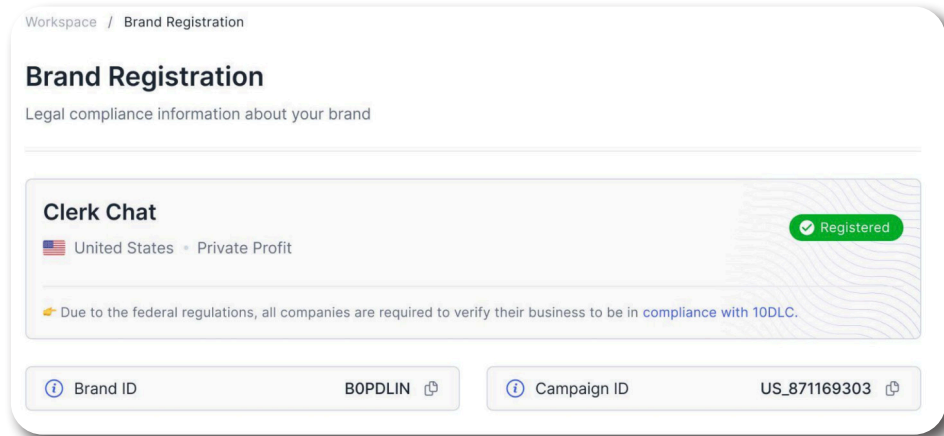 Workspace / Brand Registration
Brand Registration
Legal compliance information about your brand
Clerk Chat
Registered
United States • Private Profit
👉 Due to the federal regulations, all companies are required to verify their business to be in compliance with 10DLC.
Brand ID B0PDLIN
Campaign ID US_871169303